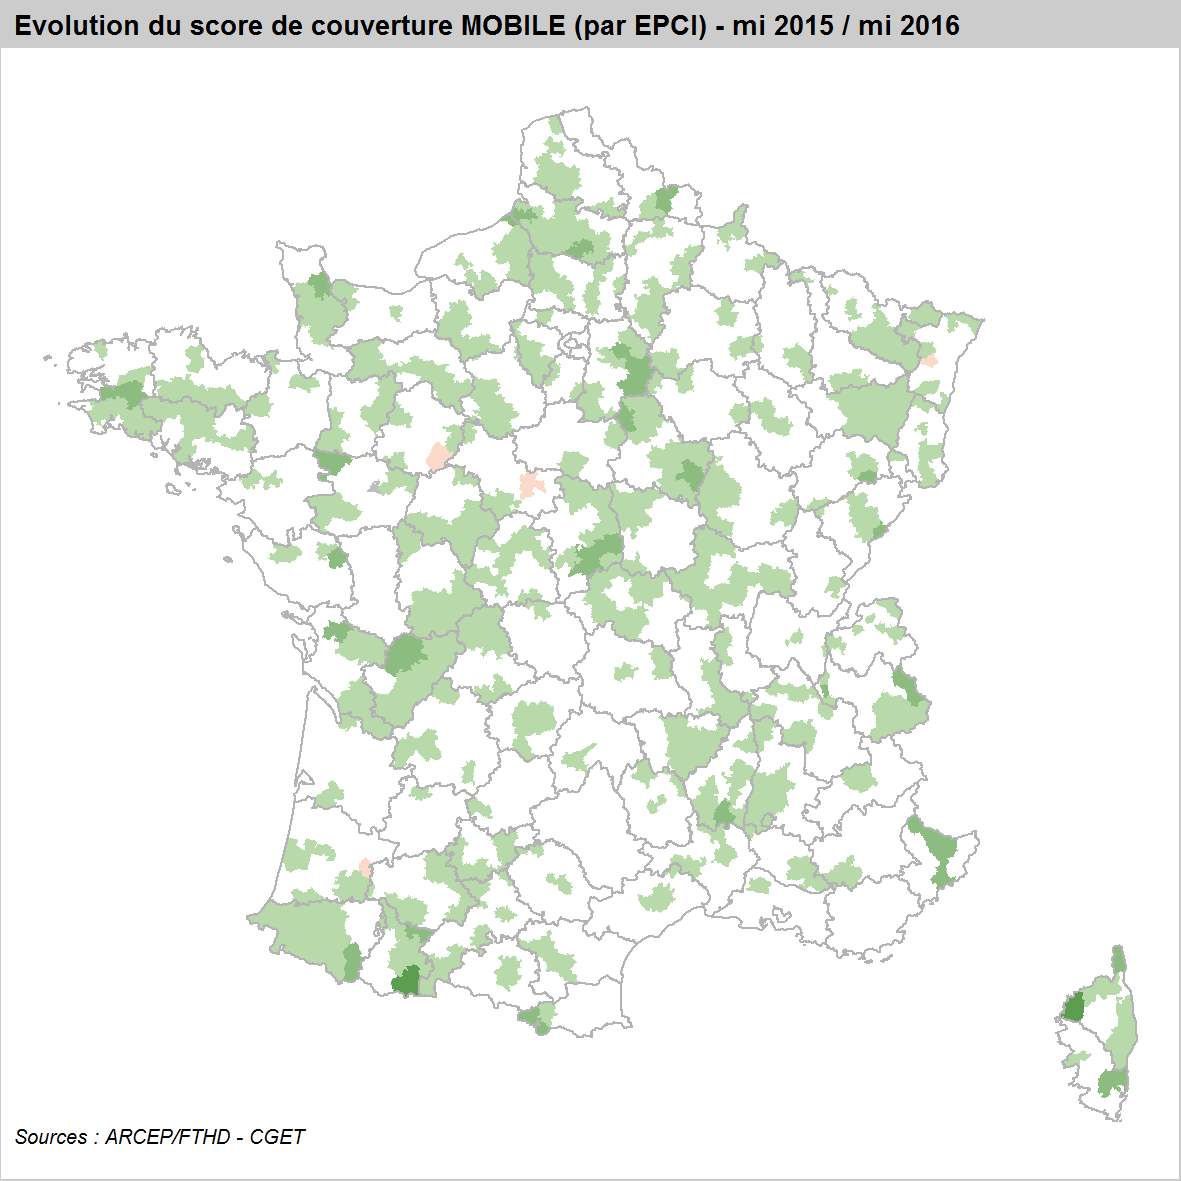 Evolution du score de couverture MOBILE (par EPCI) - mi 2015 / mi 2016
Sources : ARCEP/FTHD - CGET